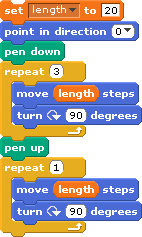 set length to 20
point in direction 0
pen down
repeat 3
move length steps
turn 90 degrees
pen up
repeat 1
move length steps
turn 90 degrees